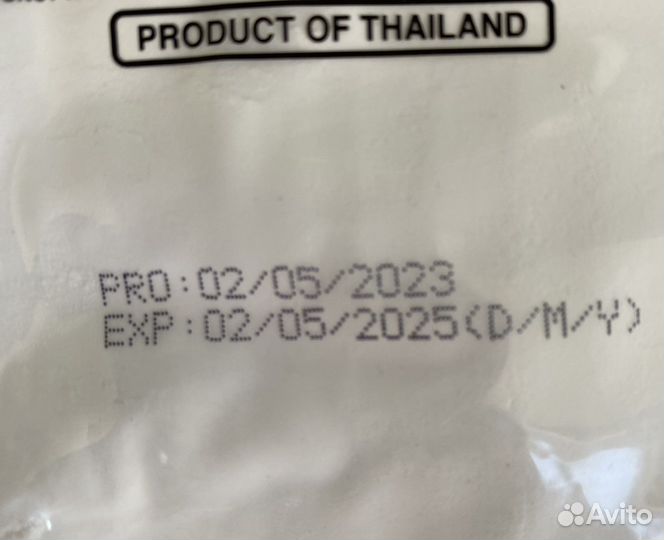 PRODUCT OF THAILAND
PRO:02/05/2023
EXP:02/05/2025(D/M/Y)
Avito